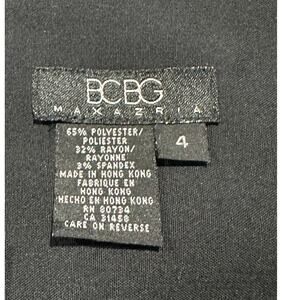 BCBG
MAXAZRIA
4
65% POLYESTER/
POLIESTER
32% RAYON/
RAYONNE
3% SPANDEX
MADE IN HONG KONG
FABRIQUE EN
HONG KONG
HECHO EN HONG KONG
RN 80734
CA 31458
CARE ON REVERSE